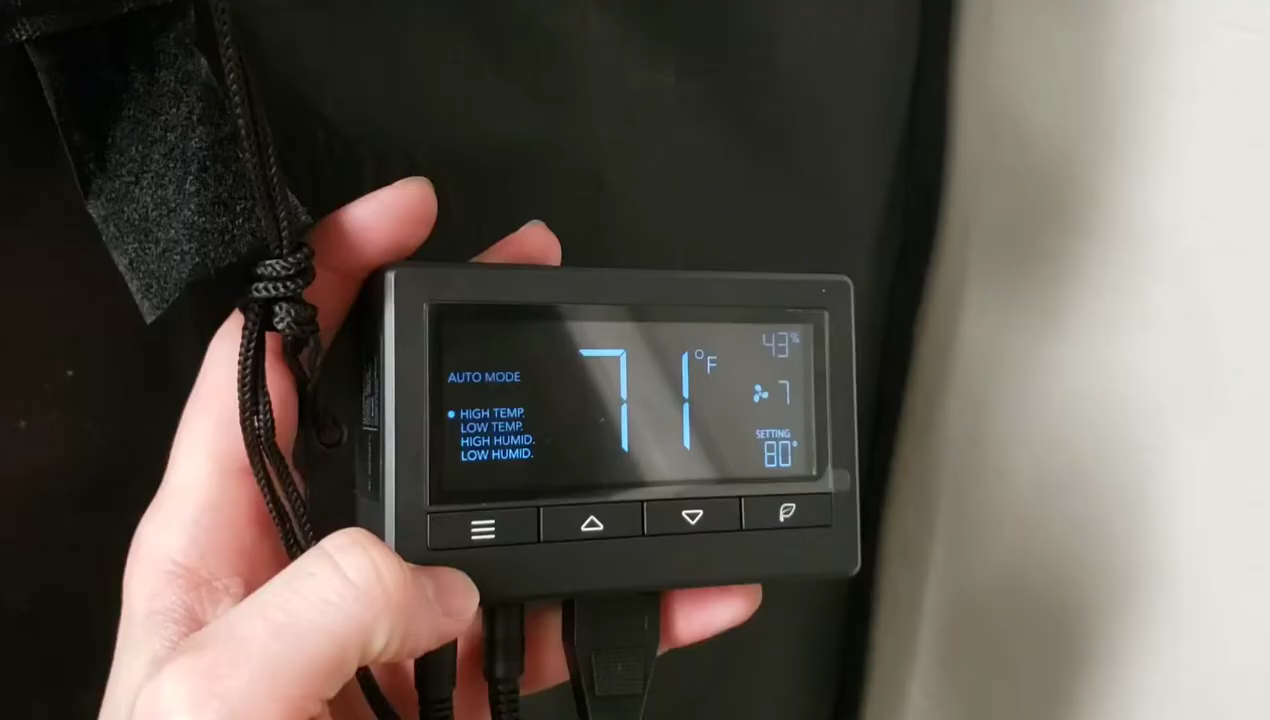 AUTO MODE
HIGH TEMP.
LOW TEMP.
HIGH HUMID.
LOW HUMID.
71 °F
43%
7
SETTING
80°